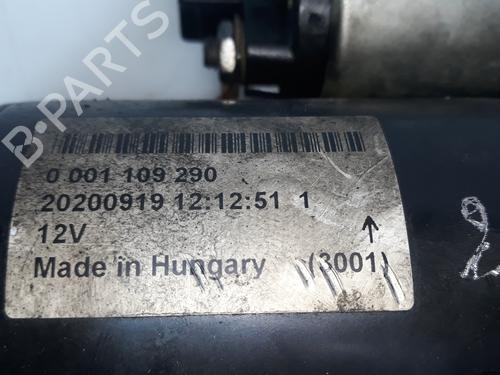 B-PARTS
0 001 109 290
20200919 12:12:51 1
12V
Made in Hungary (3001)